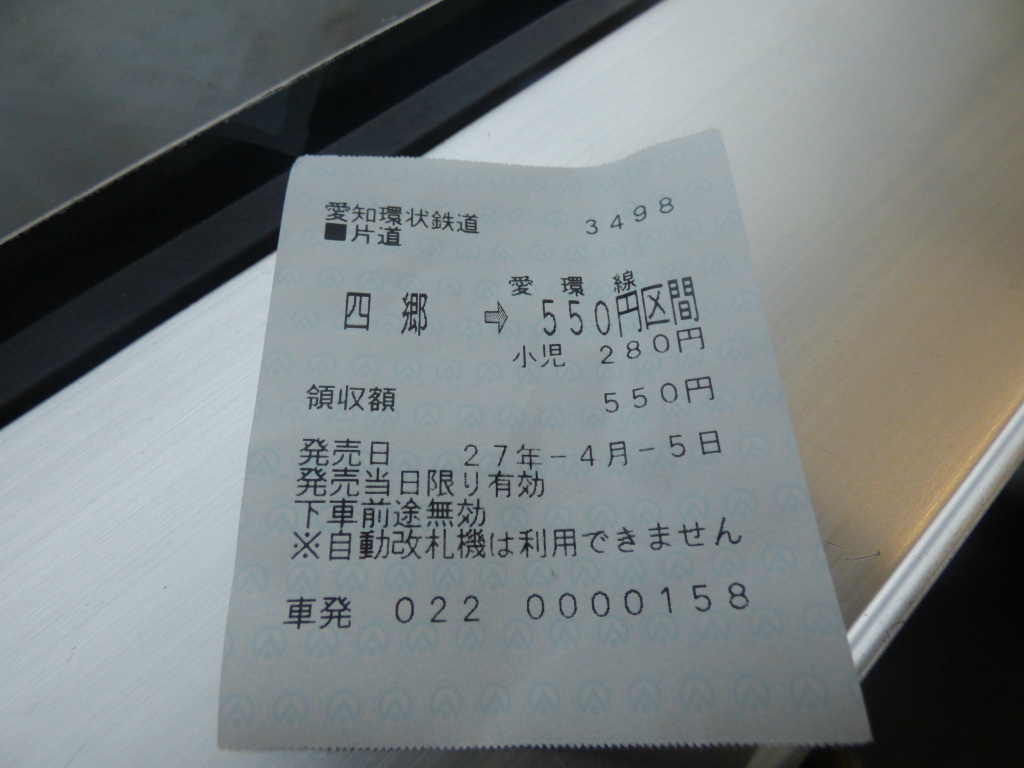 愛知環状鉄道 3498
■片道
愛環線
四郷 ⇨ 550円区間
小児 280円
領収額 550円
発売日 27年-4月-5日
発売当日限り有効
下車前途無効
※自動改札機は利用できません
車発 022 0000158